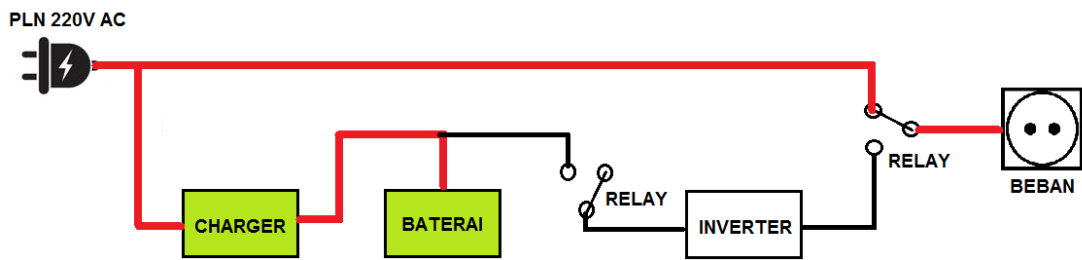 PLN 220V AC
RELAY
BEBAN
RELAY
CHARGER
BATERAI
INVERTER